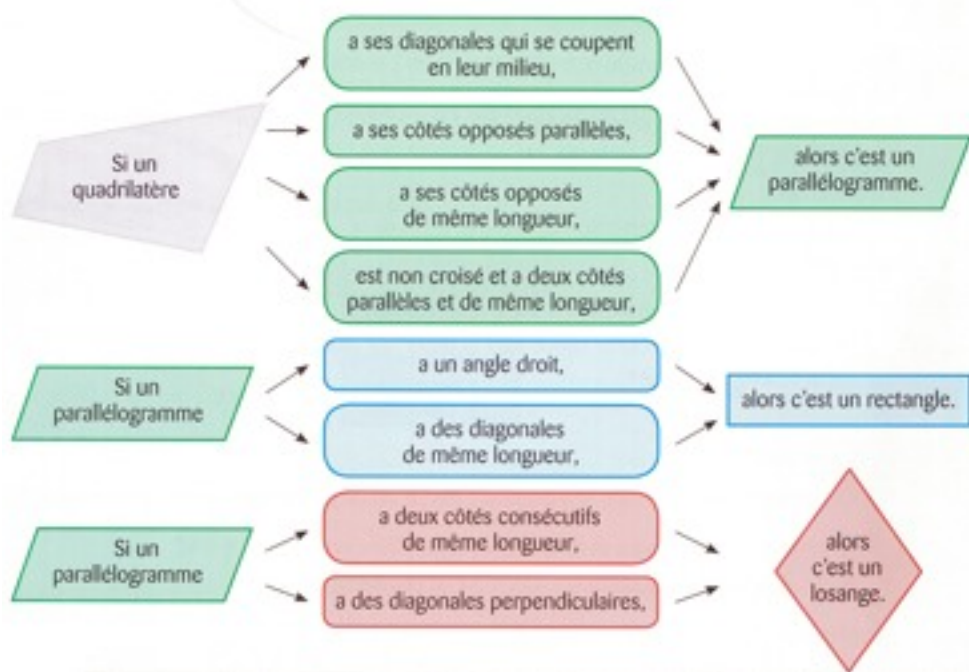 a ses diagonales qui se coupent
en leur milieu,
Si un
quadrilatère
a ses côtés opposés parallèles,
a ses côtés opposés
de même longueur,
est non croisé et a deux côtés
parallèles et de même longueur,
alors c'est un
parallélogramme.
Si un
parallélogramme
a un angle droit,
a des diagonales
de même longueur,
alors c'est un rectangle.
Si un
parallélogramme
a deux côtés consécutifs
de même longueur,
a des diagonales perpendiculaires,
alors
c'est un
losange.